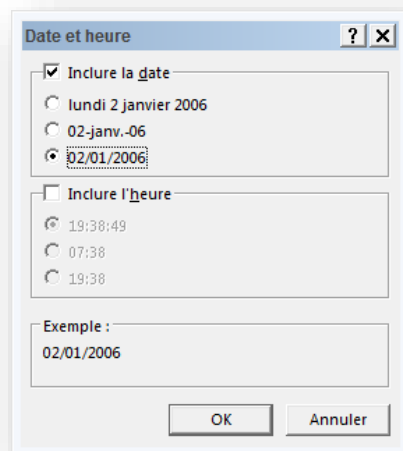 Date et heure
Inclure la date
lundi 2 janvier 2006
02-janv.-06
02/01/2006
Inclure l'heure
19:38:49
07:38
19:38
Exemple :
02/01/2006
OK Annuler